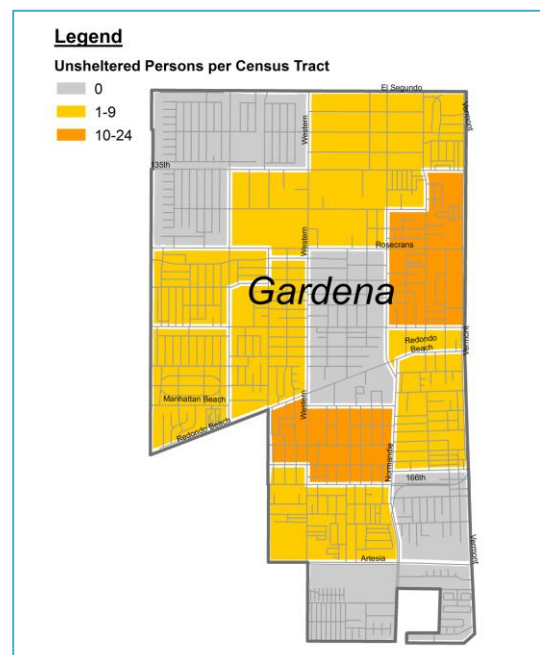 Legend
Unsheltered Persons per Census Tract
0
1-9
10-24
El Segundo
Vermont
Western
135th
Western
Rosecrans
Gardena
Redondo
Beach
Vermont
Manhattan Beach
Western
Redondo Beach
Normandie
166th
Vermont
Artesia